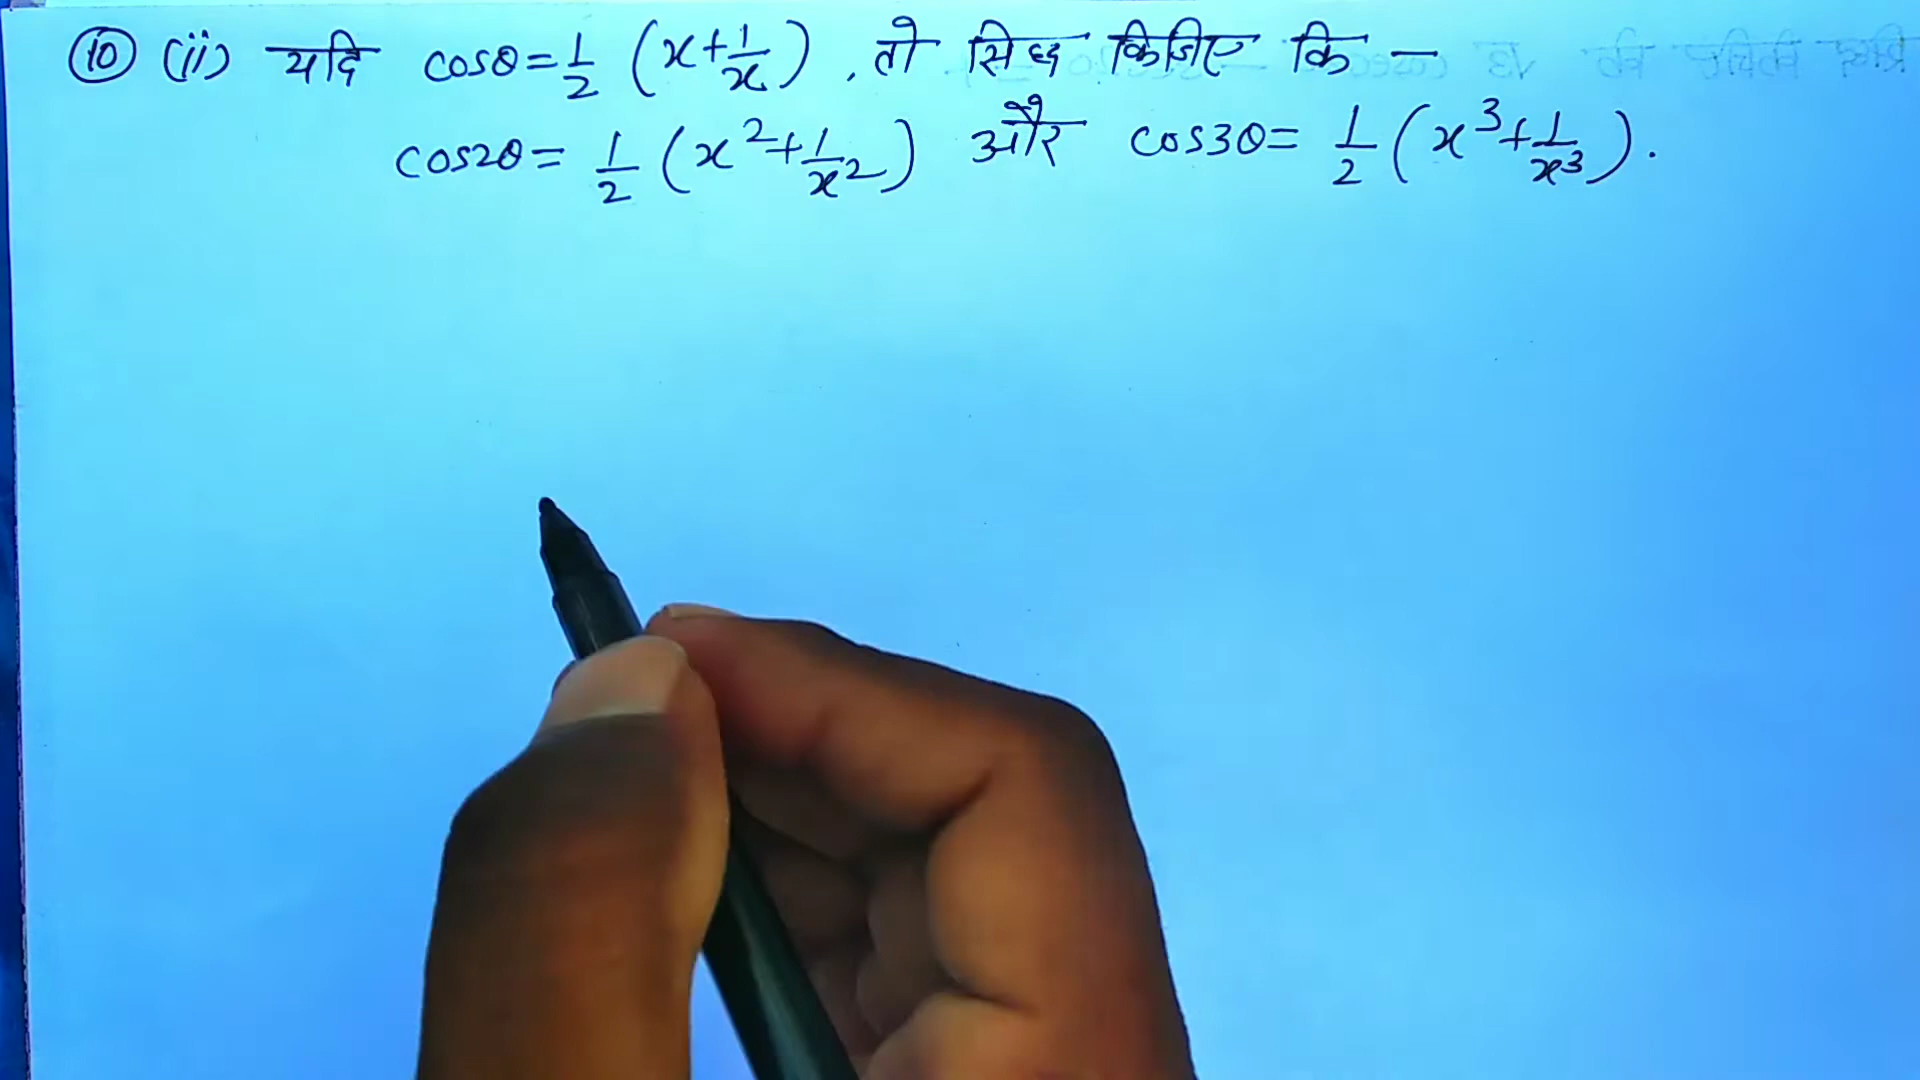 ⑩ (ii) यदि cosθ = 1/2 (x + 1/x), तो सिध्द किजिए कि –
cos2θ = 1/2 (x² + 1/x²) और cos3θ = 1/2 (x³ + 1/x³).